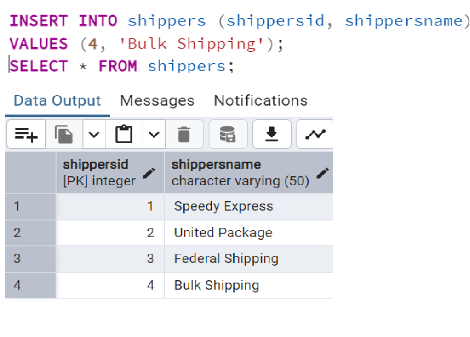 INSERT INTO shippers (shippersid, shippersname)
VALUES (4, 'Bulk Shipping');
SELECT * FROM shippers;
Data Output Messages Notifications
shippersid shippersname
[PK] integer character varying (50)
1 1 Speedy Express
2 2 United Package
3 3 Federal Shipping
4 4 Bulk Shipping